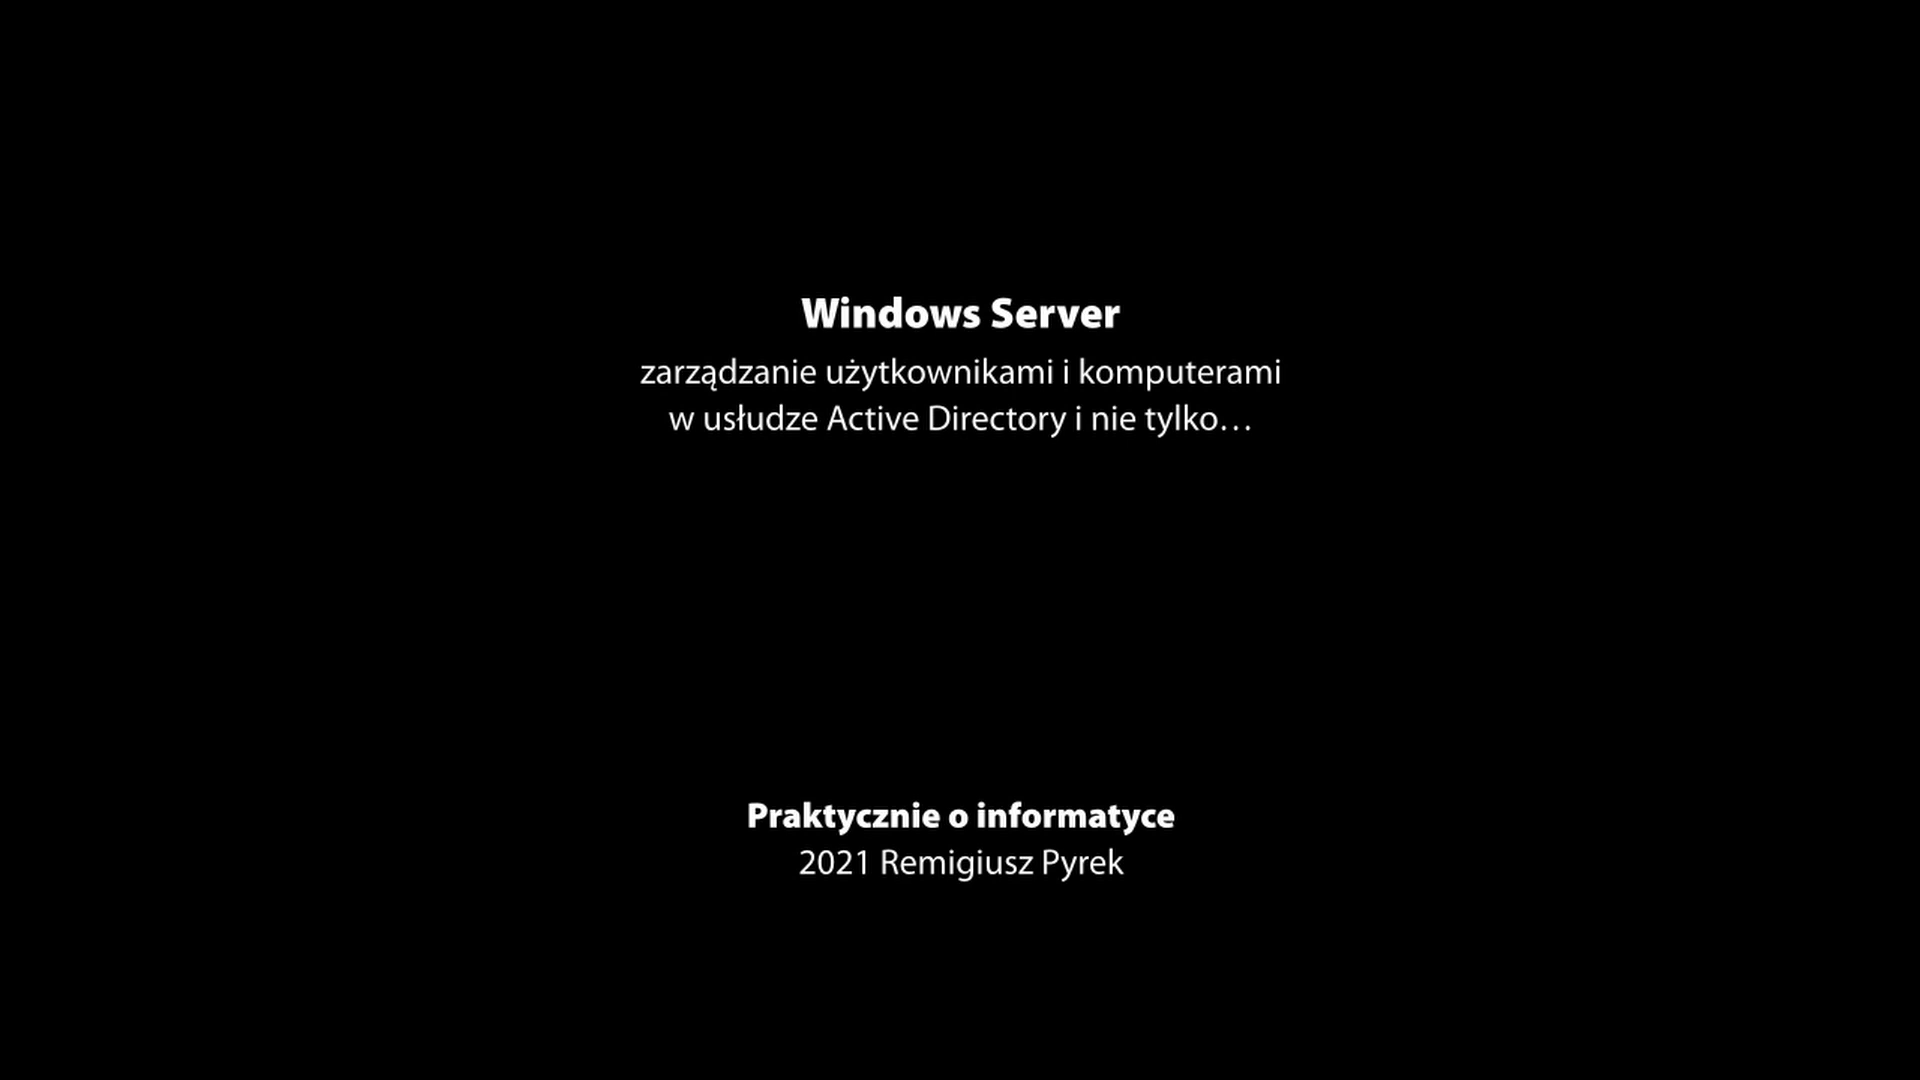 Windows Server
zarządzanie użytkownikami i komputerami
w usłudze Active Directory i nie tylko…
Praktycznie o informatyce
2021 Remigiusz Pyrek